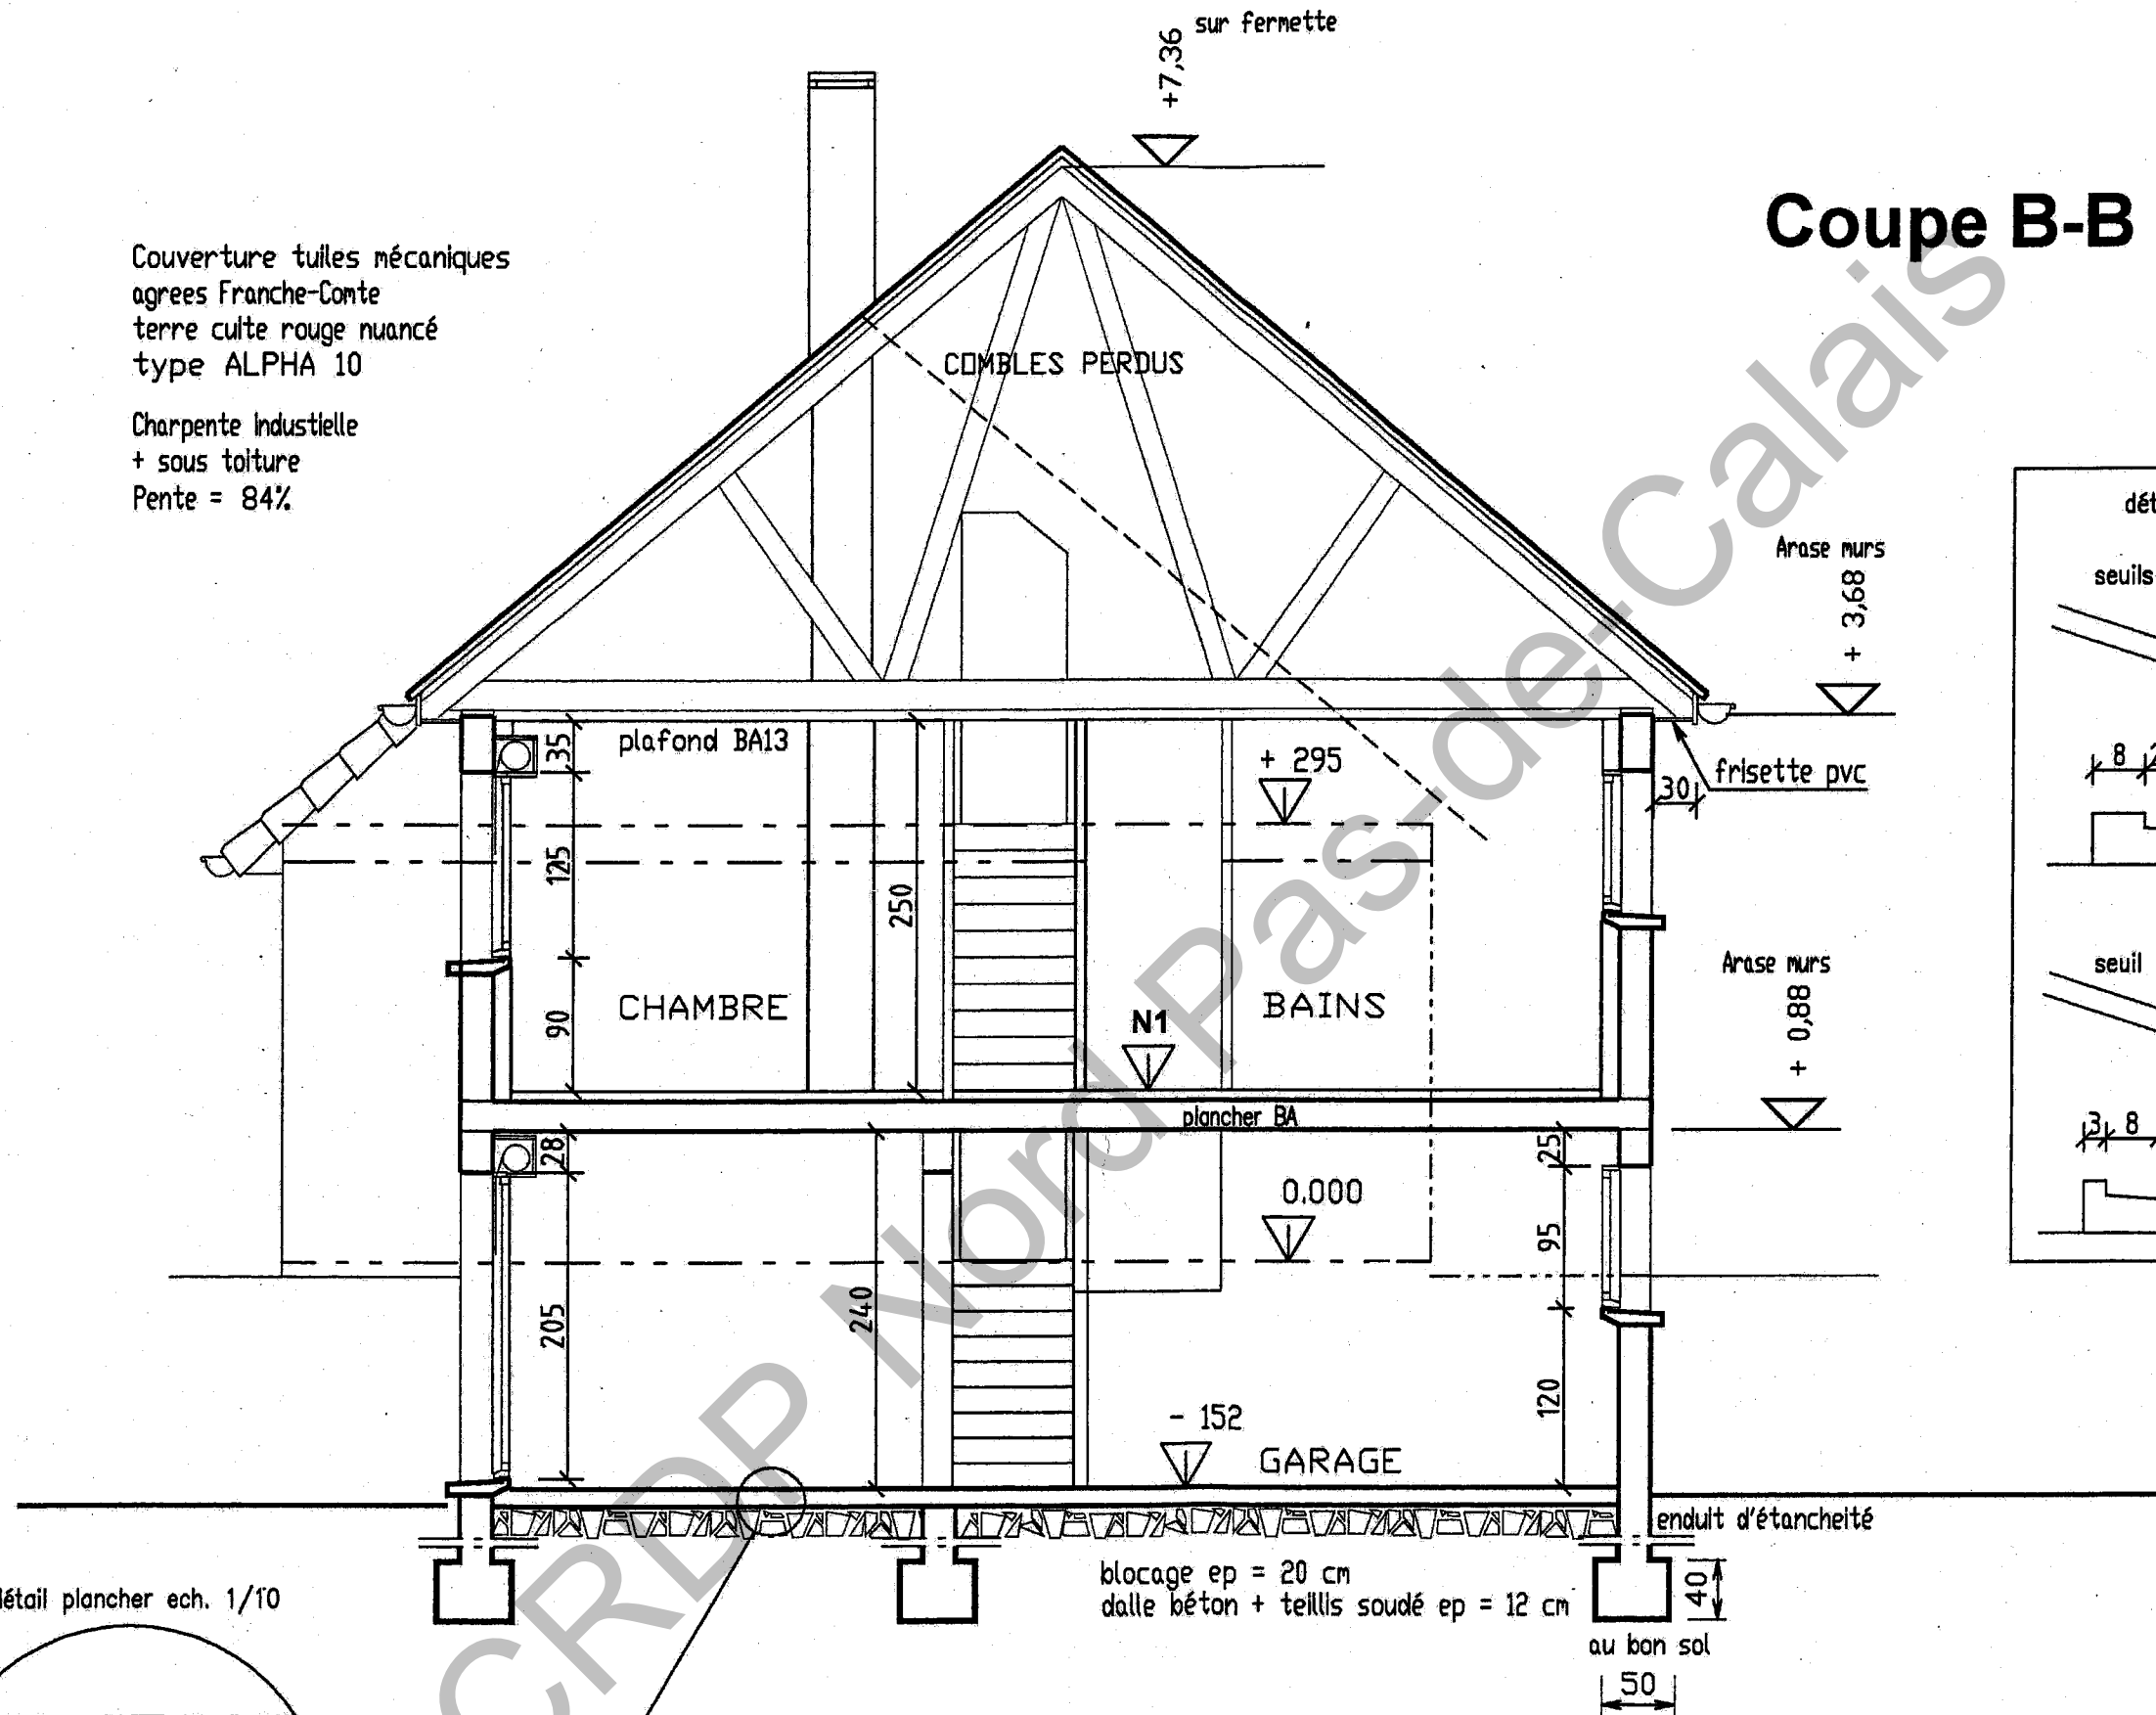 sur fermette
+7,36
Coupe B-B
Couverture tuiles mécaniques
agrees Franche-Comte
terre cuite rouge nuancé
type ALPHA 10
Charpente industielle
+ sous toiture
Pente = 84%
COMBLES PERDUS
dét
Arase murs
+ 3,68
seuils
plafond BA13
35
+ 295
frisette pvc
30
8
125
250
Arase murs
+ 0,88
seuil
CHAMBRE
90
N1
BAINS
plancher BA
28
25
3
8
0.000
95
205
240
120
- 152
GARAGE
enduit d'étancheité
blocage ep = 20 cm
dalle béton + teillis soudé ep = 12 cm
40
détail plancher ech. 1/10
au bon sol
50
CRDP Nord Pas-de-Calais